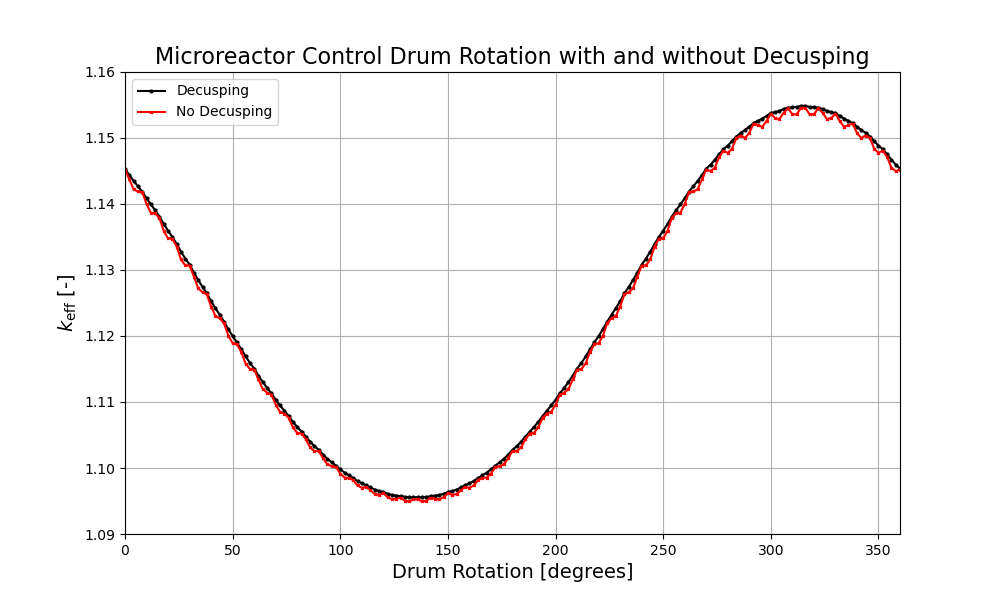 Microreactor Control Drum Rotation with and without Decusping
Decusping
No Decusping
1.16
1.15
1.14
1.13
1.12
1.11
1.10
1.09
k_eff [-]
0 50 100 150 200 250 300 350
Drum Rotation [degrees]